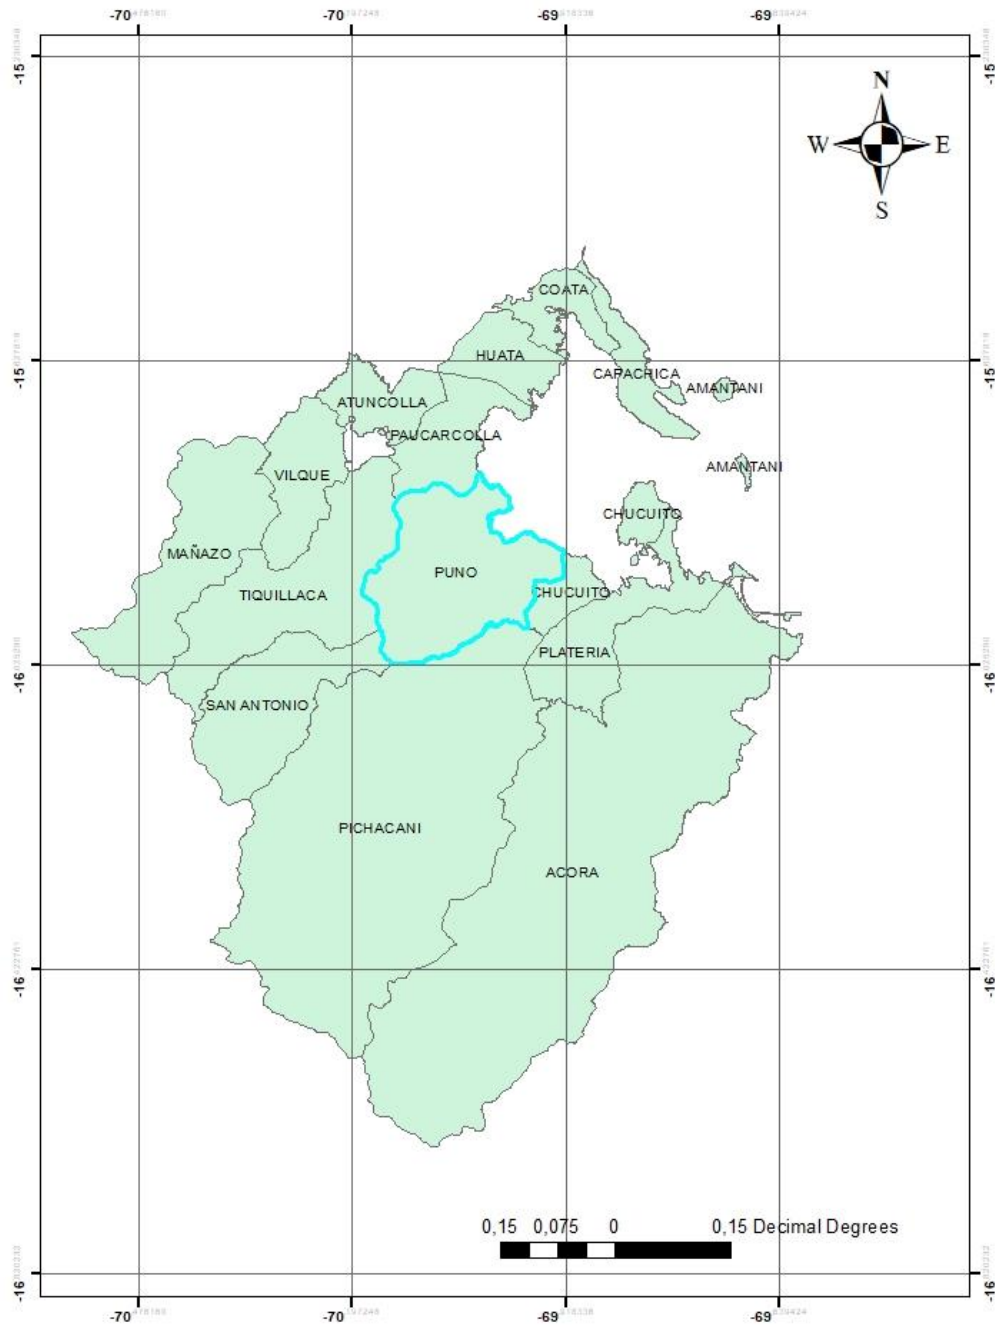 -70 -70 -69 -69
N
W E
S
COATA
HUATA
CAPACHICA
AMANTANI
ATUNCOLLA
PAUCARCOLLA
AMANTANI
VILQUE
CHUCUITO
MAÑAZO
PUNO
TIQUILLACA
CHUCUITO
PLATERIA
SAN ANTONIO
PICHACANI
ACORA
0,15 0,075 0 0,15 Decimal Degrees
-70 -70 -69 -69
-15
-15
-16
-16
-16
-15
-15
-16
-16
-16